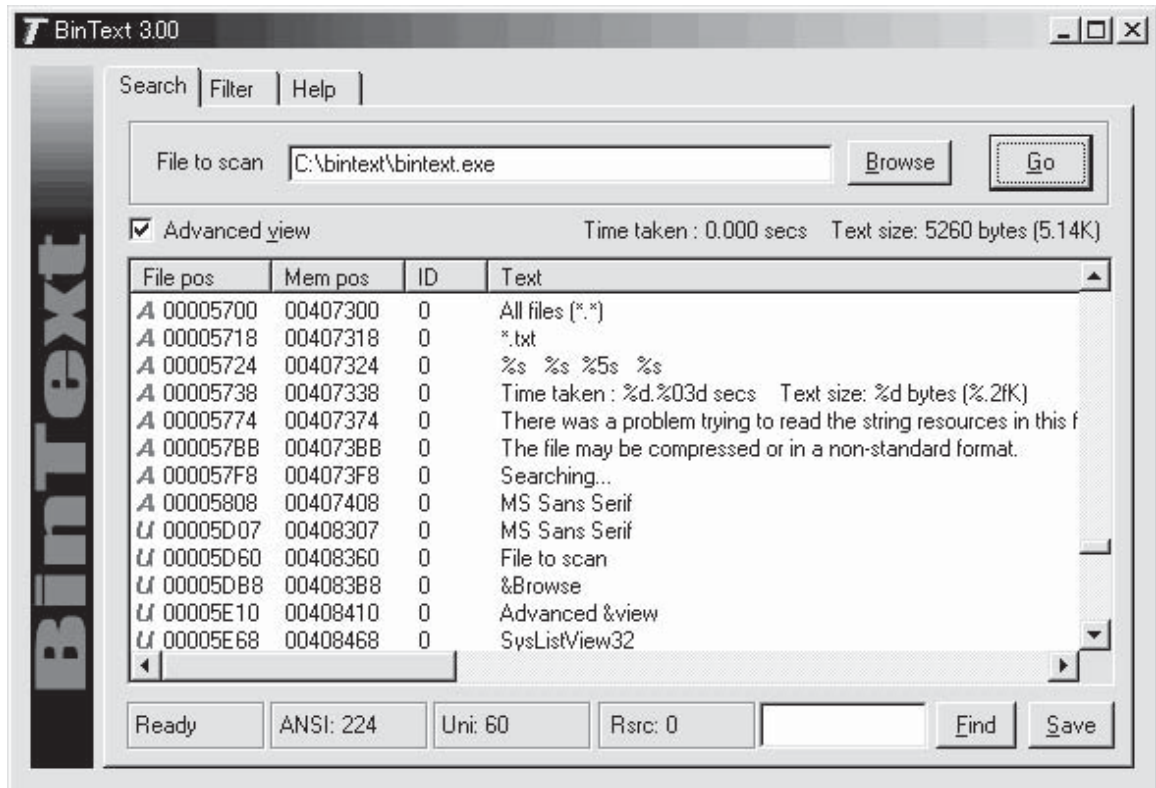 BinText 3.00
Search Filter Help
File to scan C:\bintext\bintext.exe Browse Go
Advanced view Time taken : 0.000 secs Text size: 5260 bytes (5.14K)
File pos Mem pos ID Text
A 00005700 00407300 0 All files (*.*)
A 00005718 00407318 0 *.txt
A 00005724 00407324 0 %s %s %5s %s
A 00005738 00407338 0 Time taken : %d.%03d secs Text size: %d bytes (%.2fK)
A 00005774 00407374 0 There was a problem trying to read the string resources in this f
A 000057BB 004073BB 0 The file may be compressed or in a non-standard format.
A 000057F8 004073F8 0 Searching...
A 00005808 00407408 0 MS Sans Serif
U 00005D07 00408307 0 MS Sans Serif
U 00005D60 00408360 0 File to scan
U 00005DB8 004083B8 0 &Browse
U 00005E10 00408410 0 Advanced &view
U 00005E68 00408468 0 SysListView32
Ready ANSI: 224 Uni: 60 Rsrc: 0 Find Save
BinText